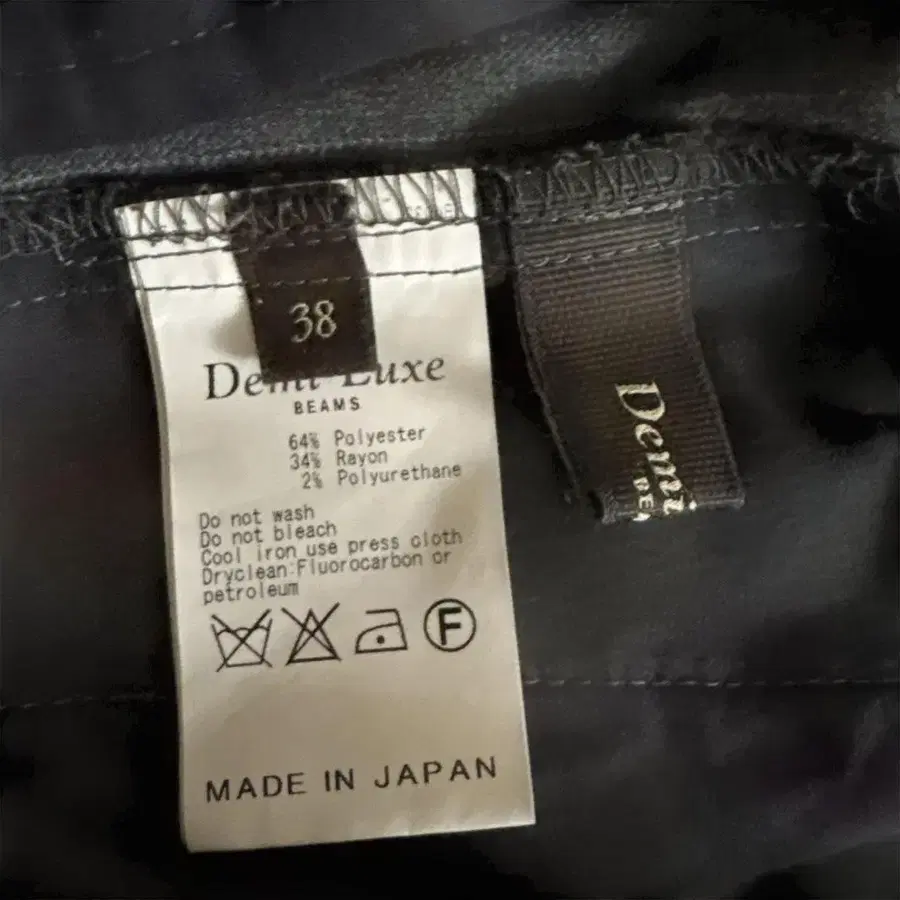 38
Demi-Luxe
BEAMS
64% Polyester
34% Rayon
2% Polyurethane
Do not wash
Do not bleach
Cool iron use press cloth
Dryclean:Fluorocarbon or
petroleum
F
MADE IN JAPAN
Demi
BEA